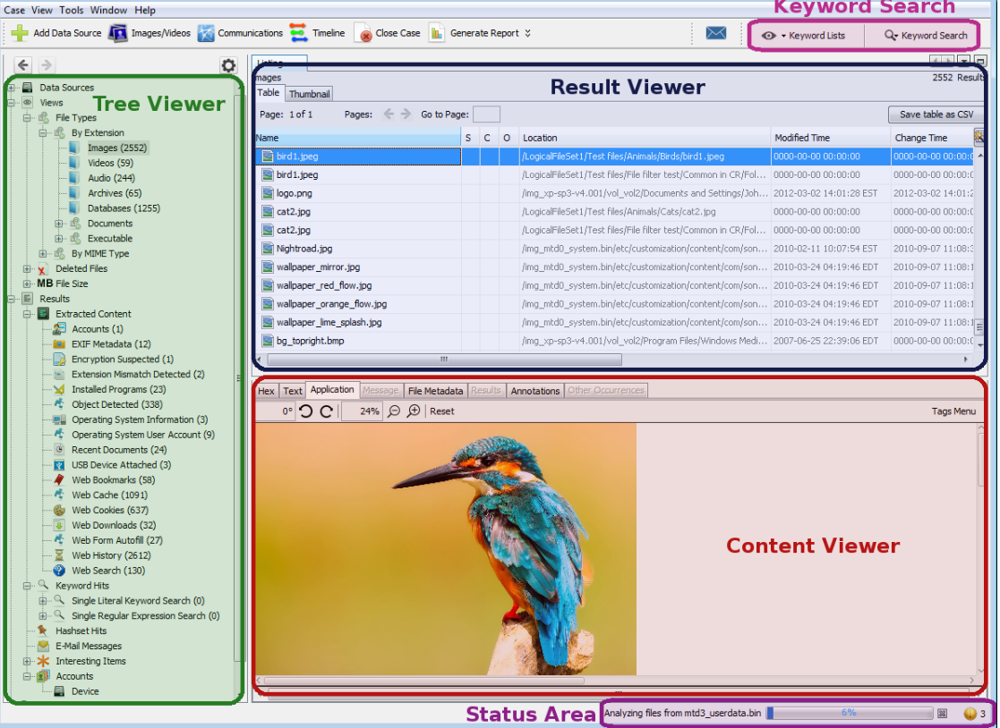 Keyword Search
Case View Tools Window Help
Add Data Source Images/Videos Communications Timeline Close Case Generate Report Keyword Lists Keyword Search
Tree Viewer
Data Sources
Views
File Types
By Extension
Images (2552)
Videos (59)
Audio (244)
Archives (65)
Databases (1255)
Documents
Executable
By MIME Type
Deleted Files
MB File Size
Results
Extracted Content
Accounts (1)
EXIF Metadata (12)
Encryption Suspected (1)
Extension Mismatch Detected (2)
Installed Programs (23)
Object Detected (338)
Operating System Information (3)
Operating System User Account (9)
Recent Documents (24)
USB Device Attached (3)
Web Bookmarks (58)
Web Cache (1091)
Web Cookies (637)
Web Downloads (32)
Web Form Autofill (27)
Web History (2612)
Web Search (130)
Keyword Hits
Single Literal Keyword Search (0)
Single Regular Expression Search (0)
Hashset Hits
E-Mail Messages
Interesting Items
Accounts
Device
Listing
Images
2552 Results
Result Viewer
Table Thumbnail
Page: 1 of 1 Pages: Go to Page: Save table as CSV
Name S C O Location Modified Time Change Time
bird1.jpeg /LogicalFileSet1/Test files/Animals/Birds/bird1.jpeg 0000-00-00 00:00:00 0000-00-00 00:00:0
bird1.jpeg /LogicalFileSet1/Test files/File filter test/Common in CR/Fol... 0000-00-00 00:00:00 0000-00-00 00:00:0
logo.png /img_xp-sp3-v4.001/vol_vol2/Documents and Settings/Joh... 2012-03-02 14:01:28 EST 2012-03-02 14:01:2
cat2.jpg /LogicalFileSet1/Test files/Animals/Cats/cat2.jpg 0000-00-00 00:00:00 0000-00-00 00:00:0
cat2.jpg /LogicalFileSet1/Test files/File filter test/Common in CR/Fol... 0000-00-00 00:00:00 0000-00-00 00:00:0
Nightroad.jpg /img_mtd0_system.bin/etc/customization/content/com/son... 2010-02-11 10:07:54 EST 2010-09-07 11:08:3
wallpaper_mirror.jpg /img_mtd0_system.bin/etc/customization/content/com/son... 2010-03-24 04:19:46 EDT 2010-09-07 11:08:1
wallpaper_red_flow.jpg /img_mtd0_system.bin/etc/customization/content/com/son... 2010-03-24 04:19:46 EDT 2010-09-07 11:08:1
wallpaper_orange_flow.jpg /img_mtd0_system.bin/etc/customization/content/com/son... 2010-03-24 04:19:46 EDT 2010-09-07 11:08:1
wallpaper_lime_splash.jpg /img_mtd0_system.bin/etc/customization/content/com/son... 2010-03-24 04:19:46 EDT 2010-09-07 11:08:1
bg_topright.bmp /img_xp-sp3-v4.001/vol_vol2/Program Files/Windows Medi... 2007-06-25 22:39:06 EDT 0000-00-00 00:00:0
Hex Text Application Message File Metadata Results Annotations Other Occurrences
0° 24% Reset Tags Menu
Content Viewer
Status Area
Analyzing files from mtd3_userdata.bin 6% 3